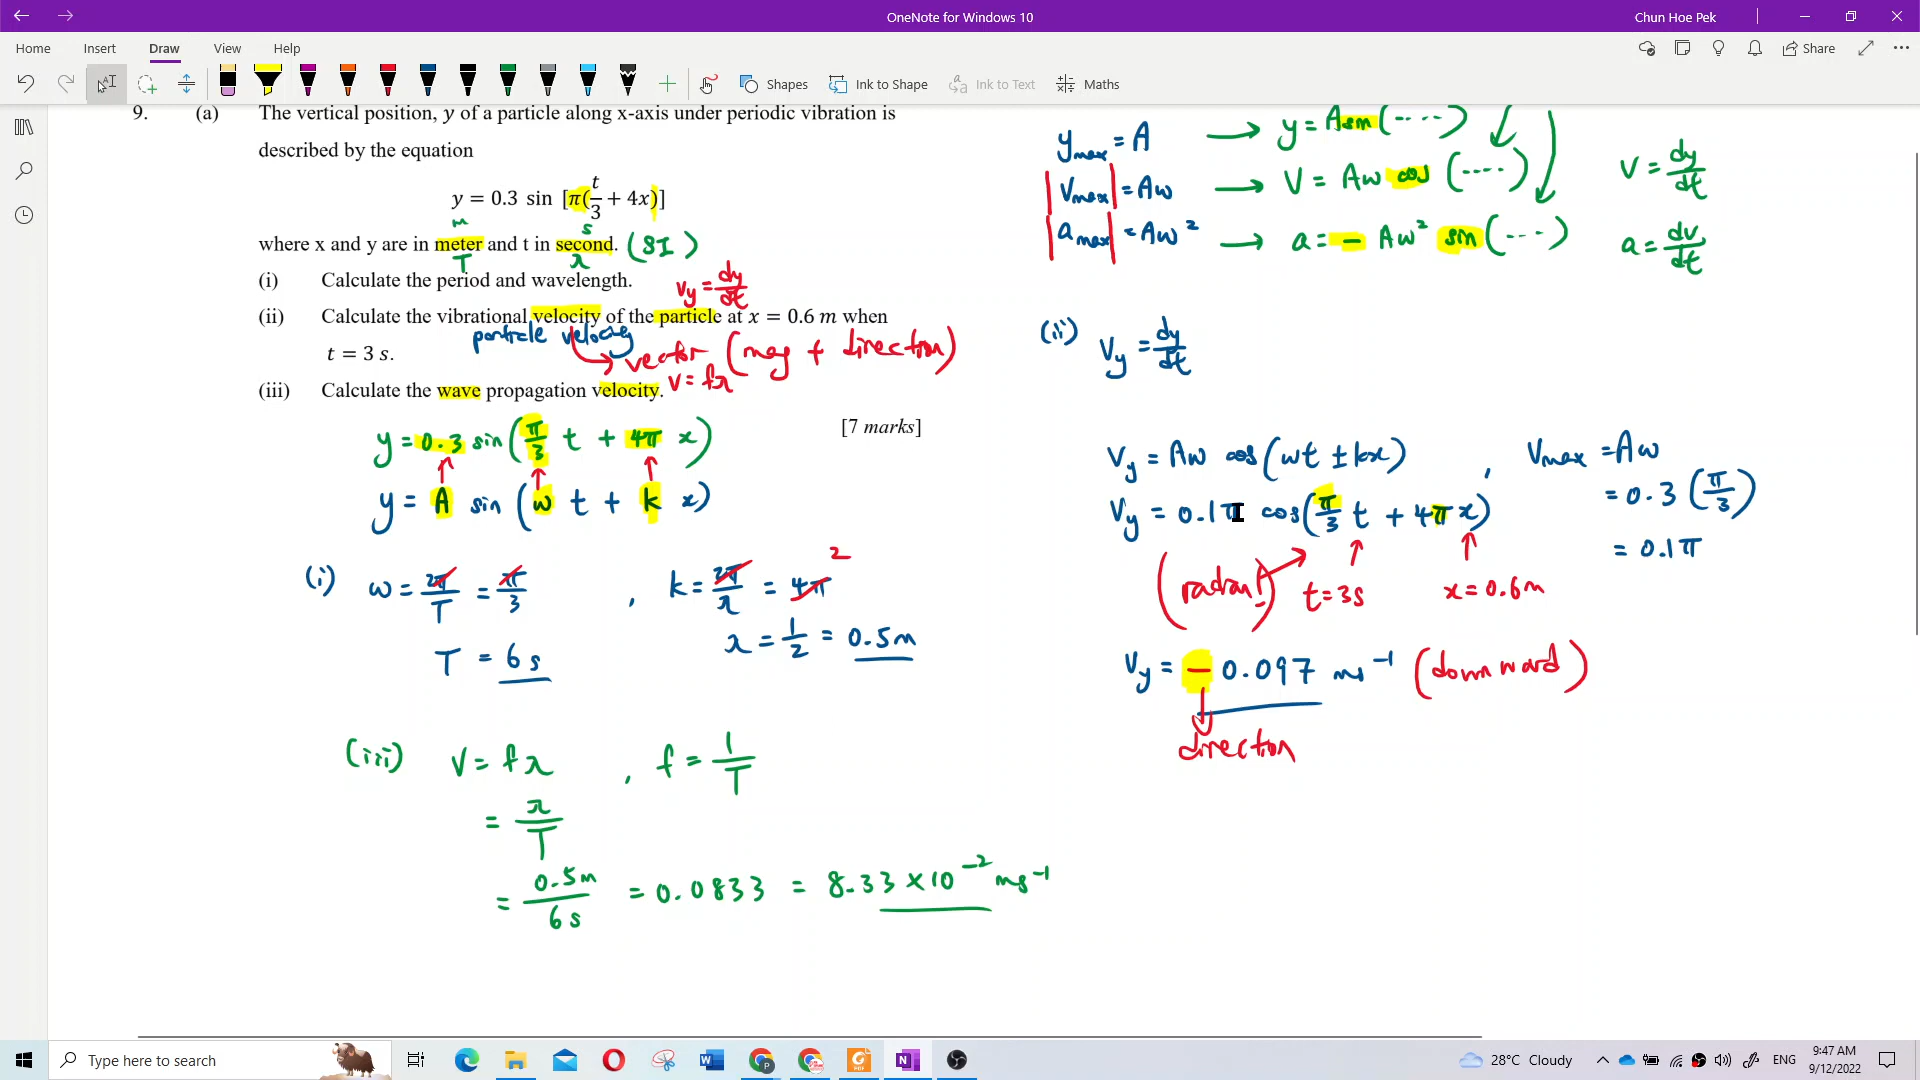 OneNote for Windows 10
Chun Hoe Pek
Home Insert Draw View Help
Share
Shapes Ink to Shape Ink to Text Maths
9. (a) The vertical position, y of a particle along x-axis under periodic vibration is
described by the equation
y = 0.3 sin [π(t/3 + 4x)]
m s
where x and y are in meter and t in second. (SI)
T λ
(i) Calculate the period and wavelength.
Vy = dy/dt
(ii) Calculate the vibrational velocity of the particle at x = 0.6 m when
particle velocity
t = 3 s.
vector (mag + direction)
(iii) Calculate the wave propagation velocity.
V = fλ
[7 marks]
y = 0.3 sin(π/3 t + 4π x)
y = A sin (ω t + k x)
(i) ω = 2π/T = π/3 , k = 2π/λ = 4π 2
T = 6 s
λ = 1/2 = 0.5m
(iii) V = fλ , f = 1/T
= λ/T
= 0.5m/6s = 0.0833 = 8.33 × 10⁻² ms⁻¹
ymax = A → y = A sin (....)
|Vmax| = Aω → V = Aω cos (....) V = dy/dt
|amax| = Aω² → a = − Aω² sin (....) a = dv/dt
(ii) Vy = dy/dt
Vy = Aω cos(ωt ± kx) , Vmax = Aω
Vy = 0.1π cos(π/3 t + 4πx) = 0.3 (π/3)
= 0.1π
(radian!) t=3s x=0.6m
Vy = − 0.097 ms⁻¹ (downward)
direction
Type here to search
28°C Cloudy
ENG
9:47 AM
9/12/2022